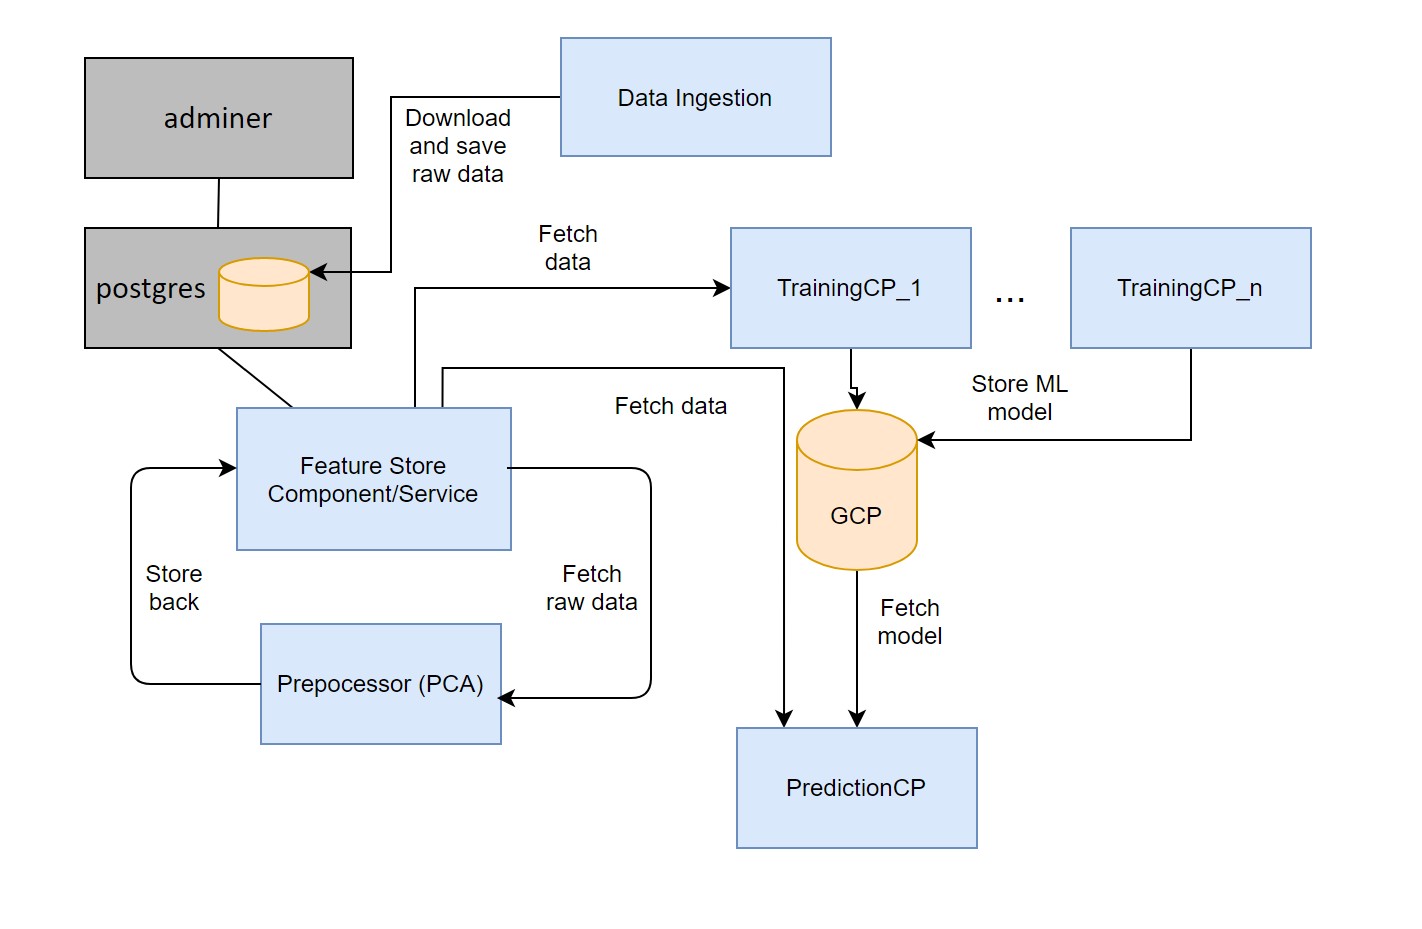 adminer
Data Ingestion
Download
and save
raw data
postgres
Fetch
data
TrainingCP_1
...
TrainingCP_n
Store ML
model
Fetch data
Feature Store
Component/Service
GCP
Store
back
Fetch
raw data
Fetch
model
Prepocessor (PCA)
PredictionCP